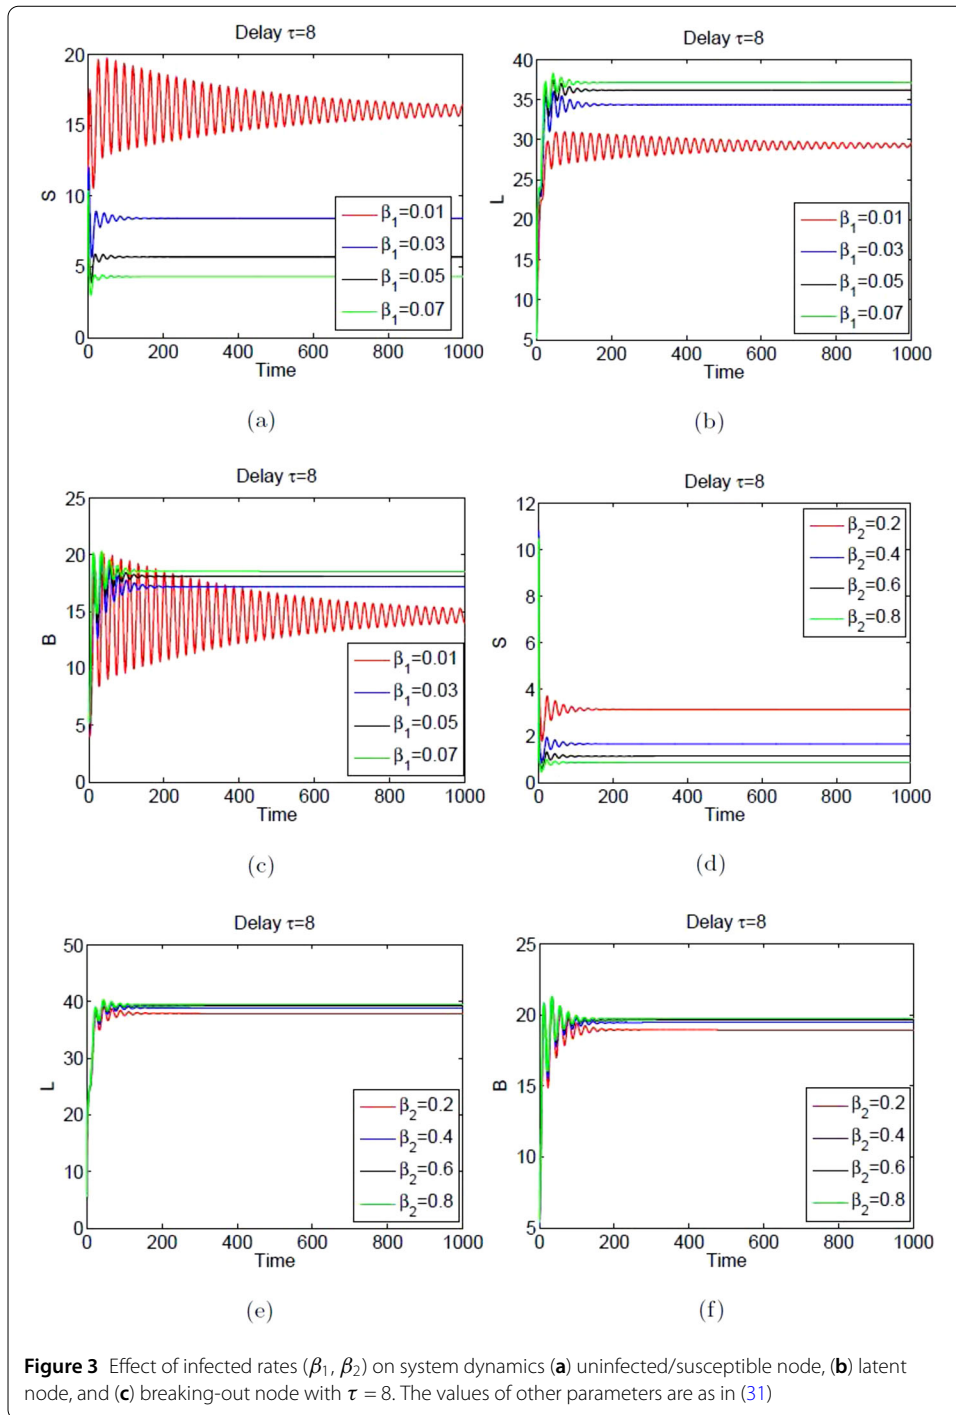 Delay τ=8
20
15
10
5
0
S
β₁=0.01
β₁=0.03
β₁=0.05
β₁=0.07
0 200 400 600 800 1000
Time
(a)
Delay τ=8
40
35
30
25
20
15
10
5
L
β₁=0.01
β₁=0.03
β₁=0.05
β₁=0.07
0 200 400 600 800 1000
Time
(b)
Delay τ=8
25
20
15
10
5
0
B
β₁=0.01
β₁=0.03
β₁=0.05
β₁=0.07
0 200 400 600 800 1000
Time
(c)
Delay τ=8
12
10
8
6
4
2
0
S
β₂=0.2
β₂=0.4
β₂=0.6
β₂=0.8
0 200 400 600 800 1000
Time
(d)
Delay τ=8
50
40
30
20
10
0
L
β₂=0.2
β₂=0.4
β₂=0.6
β₂=0.8
0 200 400 600 800 1000
Time
(e)
Delay τ=8
25
20
15
10
5
B
β₂=0.2
β₂=0.4
β₂=0.6
β₂=0.8
0 200 400 600 800 1000
Time
(f)
Figure 3 Effect of infected rates (β₁, β₂) on system dynamics (a) uninfected/susceptible node, (b) latent
node, and (c) breaking-out node with τ = 8. The values of other parameters are as in (31)